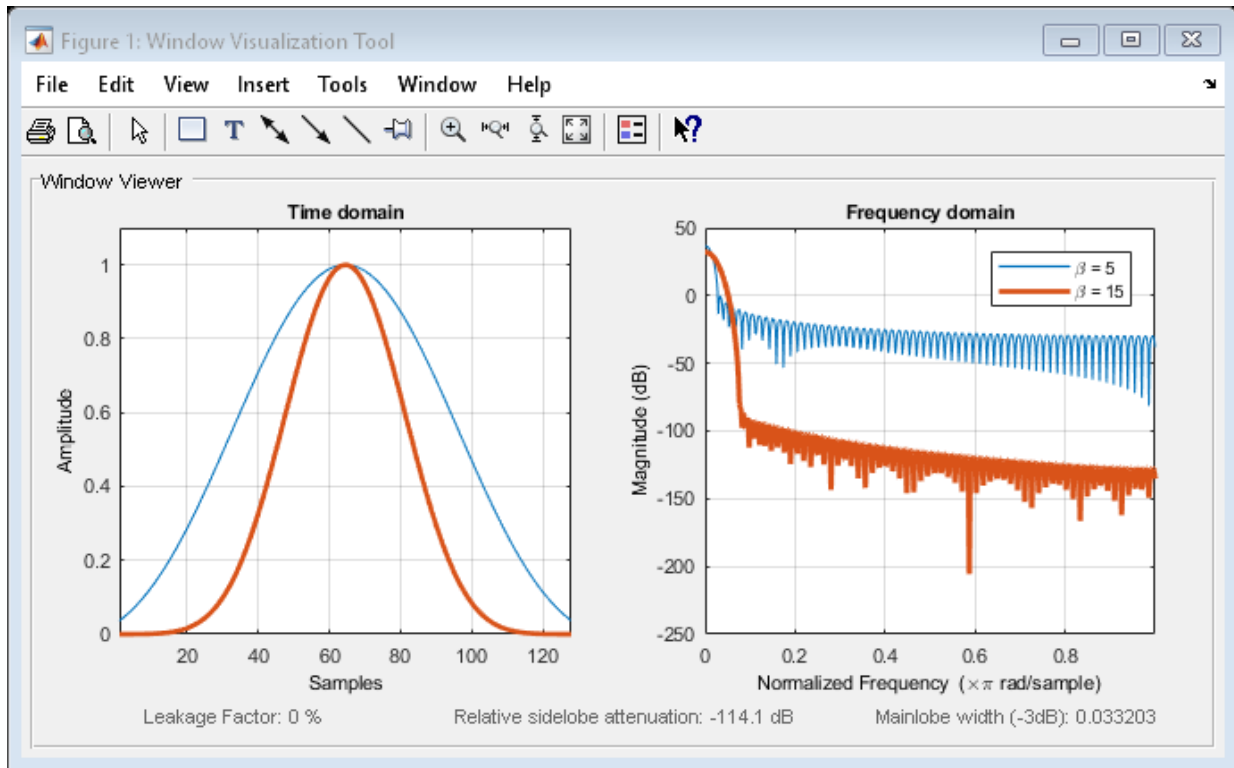 Figure 1: Window Visualization Tool
File Edit View Insert Tools Window Help
T
?
Window Viewer
Time domain
1
0.8
0.6
0.4
0.2
0
20 40 60 80 100 120
Amplitude
Samples
Frequency domain
50
0
-50
-100
-150
-200
-250
0 0.2 0.4 0.6 0.8
Magnitude (dB)
Normalized Frequency (×π rad/sample)
β = 5
β = 15
Leakage Factor: 0 % Relative sidelobe attenuation: -114.1 dB Mainlobe width (-3dB): 0.033203